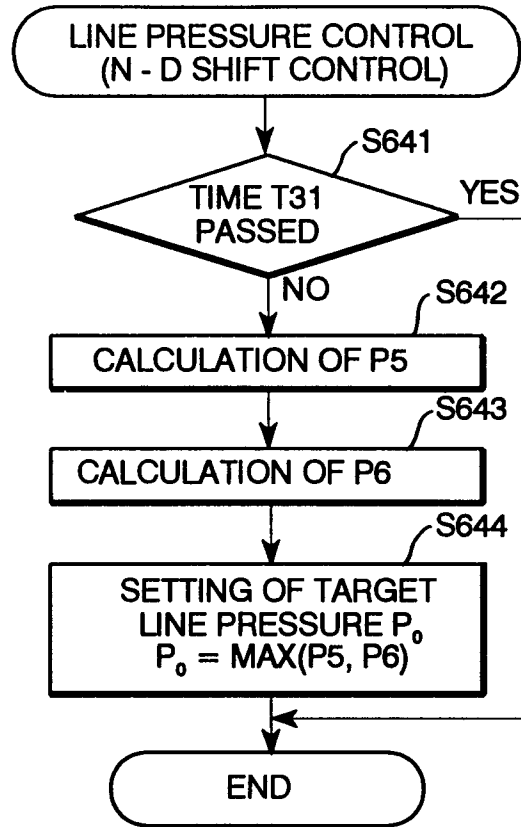 LINE PRESSURE CONTROL
(N - D SHIFT CONTROL)
S641
TIME T31
PASSED
YES
NO
S642
CALCULATION OF P5
S643
CALCULATION OF P6
S644
SETTING OF TARGET
LINE PRESSURE P₀
P₀ = MAX(P5, P6)
END